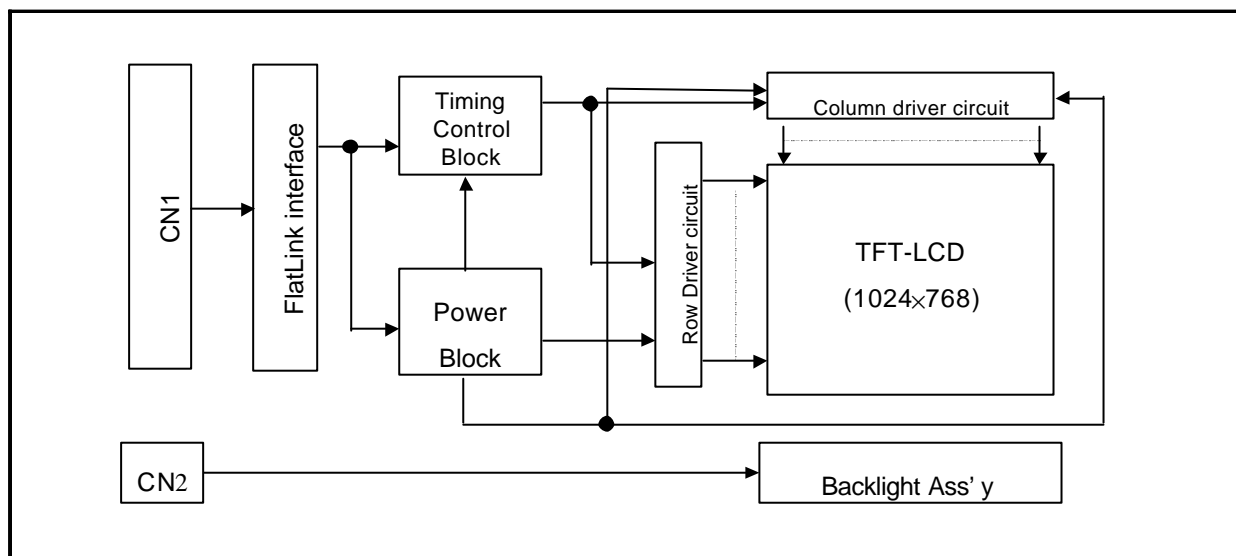 CN1
FlatLink interface
Timing
Control
Block
Power
Block
Row Driver circuit
Column driver circuit
TFT-LCD
(1024×768)
CN2
Backlight Ass' y